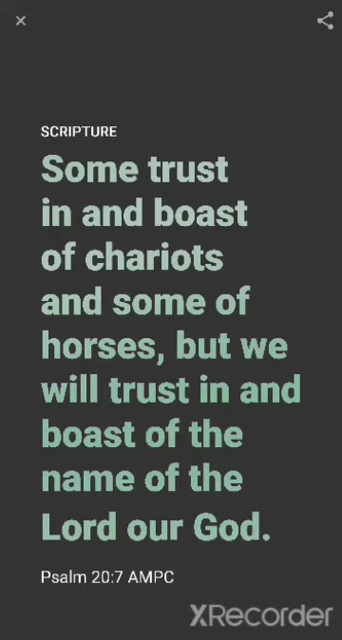 SCRIPTURE
Some trust
in and boast
of chariots
and some of
horses, but we
will trust in and
boast of the
name of the
Lord our God.
Psalm 20:7 AMPC
XRecorder